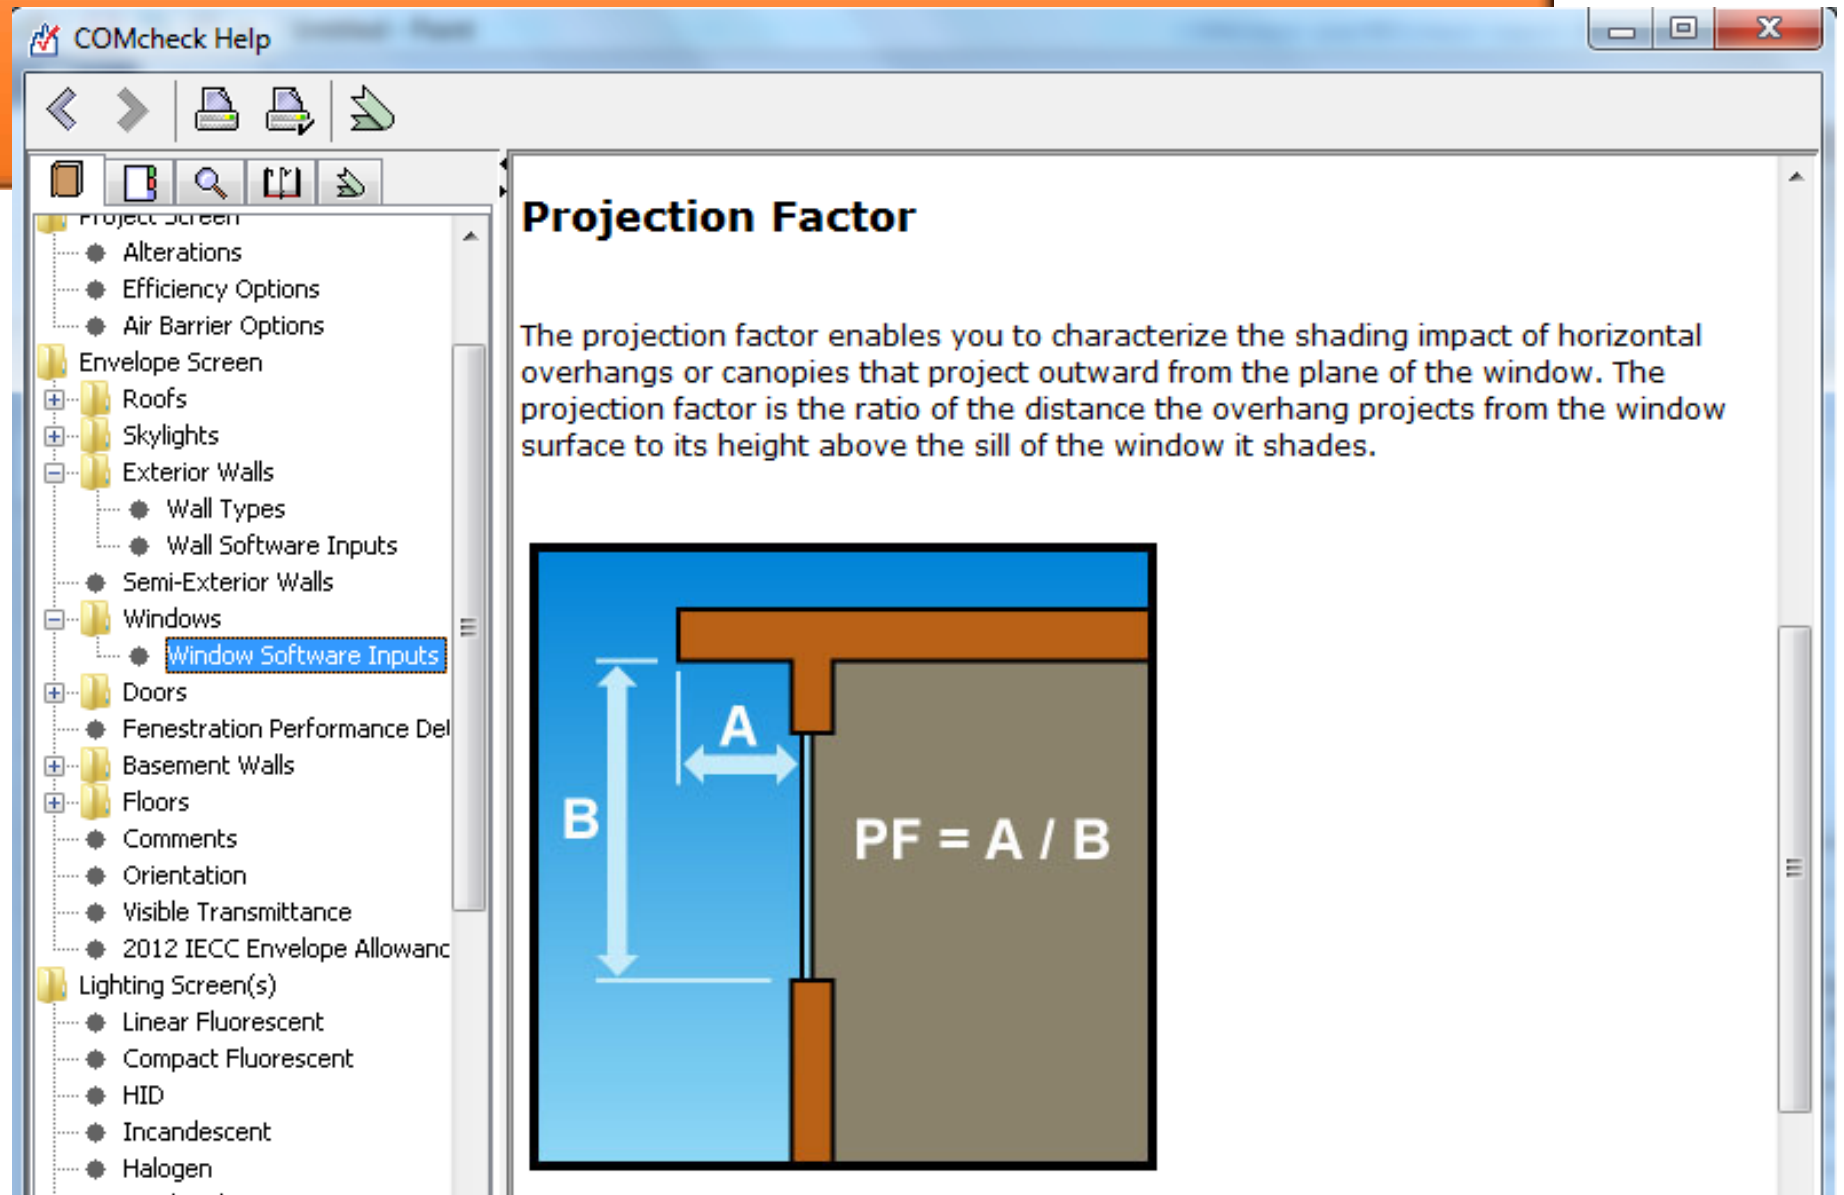 COMcheck Help
Project Screen
Alterations
Efficiency Options
Air Barrier Options
Envelope Screen
Roofs
Skylights
Exterior Walls
Wall Types
Wall Software Inputs
Semi-Exterior Walls
Windows
Window Software Inputs
Doors
Fenestration Performance Det
Basement Walls
Floors
Comments
Orientation
Visible Transmittance
2012 IECC Envelope Allowanc
Lighting Screen(s)
Linear Fluorescent
Compact Fluorescent
HID
Incandescent
Halogen
Projection Factor
The projection factor enables you to characterize the shading impact of horizontal
overhangs or canopies that project outward from the plane of the window. The
projection factor is the ratio of the distance the overhang projects from the window
surface to its height above the sill of the window it shades.
A
B
PF = A / B